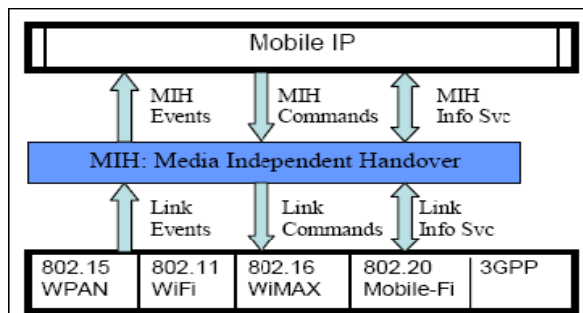 Mobile IP
MIH Events
MIH Commands
MIH Info Svc
MIH: Media Independent Handover
Link Events
Link Commands
Link Info Svc
802.15 WPAN
802.11 WiFi
802.16 WiMAX
802.20 Mobile-Fi
3GPP